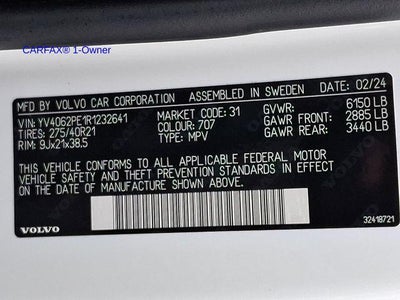 CARFAX® 1-Owner
MFD BY VOLVO CAR CORPORATION ASSEMBLED IN SWEDEN DATE: 02/24
VIN: YV4062PE1R1232641 MARKET CODE: 31 GVWR: 6150 LB
TIRES: 275/40R21 COLOUR: 707 GAWR FRONT: 2885 LB
RIM: 9Jx21x38.5 TYPE: MPV GAWR REAR: 3440 LB
THIS VEHICLE CONFORMS TO ALL APPLICABLE FEDERAL MOTOR
VEHICLE SAFETY AND THEFT PREVENTION STANDARDS IN EFFECT
ON THE DATE OF MANUFACTURE SHOWN ABOVE.
VOLVO 32418721